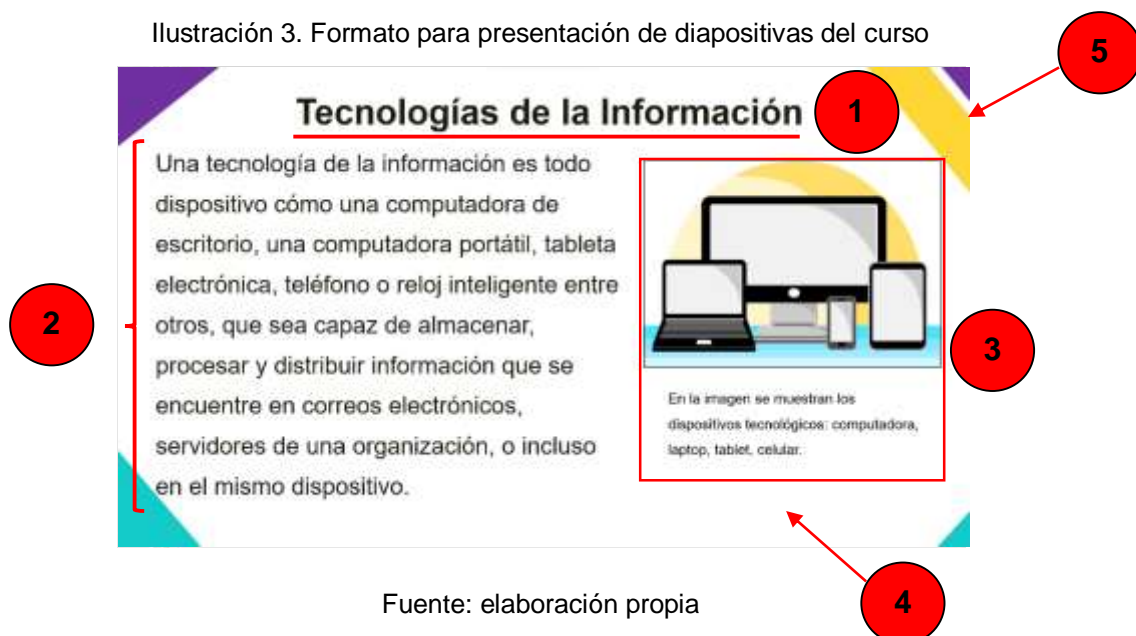 Ilustración 3. Formato para presentación de diapositivas del curso
5
Tecnologías de la Información
1
Una tecnología de la información es todo
dispositivo cómo una computadora de
escritorio, una computadora portátil, tableta
electrónica, teléfono o reloj inteligente entre
otros, que sea capaz de almacenar,
procesar y distribuir información que se
encuentre en correos electrónicos,
servidores de una organización, o incluso
en el mismo dispositivo.
2
3
En la imagen se muestran los
dispositivos tecnológicos: computadora,
laptop, tablet, celular.
4
Fuente: elaboración propia